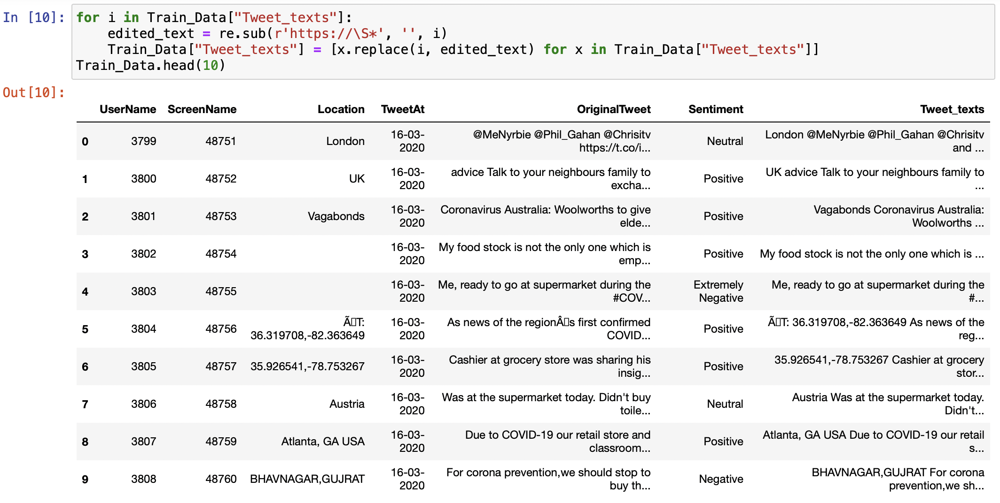 In [10]: for i in Train_Data["Tweet_texts"]:
    edited_text = re.sub(r'https://\S*', '', i)
    Train_Data["Tweet_texts"] = [x.replace(i, edited_text) for x in Train_Data["Tweet_texts"]]
Train_Data.head(10)
Out[10]:
UserName ScreenName Location TweetAt OriginalTweet Sentiment Tweet_texts
0 3799 48751 London 16-03-2020 @MeNyrbie @Phil_Gahan @Chrisitv https://t.co/i... Neutral London @MeNyrbie @Phil_Gahan @Chrisitv and ...
1 3800 48752 UK 16-03-2020 advice Talk to your neighbours family to excha... Positive UK advice Talk to your neighbours family to ...
2 3801 48753 Vagabonds 16-03-2020 Coronavirus Australia: Woolworths to give elde... Positive Vagabonds Coronavirus Australia: Woolworths ...
3 3802 48754 16-03-2020 My food stock is not the only one which is emp... Positive My food stock is not the only one which is ...
4 3803 48755 16-03-2020 Me, ready to go at supermarket during the #COV... Extremely Negative Me, ready to go at supermarket during the #...
5 3804 48756 Ã□T: 36.319708,-82.363649 16-03-2020 As news of the regionÂ□s first confirmed COVID... Positive Ã□T: 36.319708,-82.363649 As news of the reg...
6 3805 48757 35.926541,-78.753267 16-03-2020 Cashier at grocery store was sharing his insig... Positive 35.926541,-78.753267 Cashier at grocery stor...
7 3806 48758 Austria 16-03-2020 Was at the supermarket today. Didn't buy toile... Neutral Austria Was at the supermarket today. Didn't...
8 3807 48759 Atlanta, GA USA 16-03-2020 Due to COVID-19 our retail store and classroom... Positive Atlanta, GA USA Due to COVID-19 our retail s...
9 3808 48760 BHAVNAGAR,GUJRAT 16-03-2020 For corona prevention,we should stop to buy th... Negative BHAVNAGAR,GUJRAT For corona prevention,we sh...